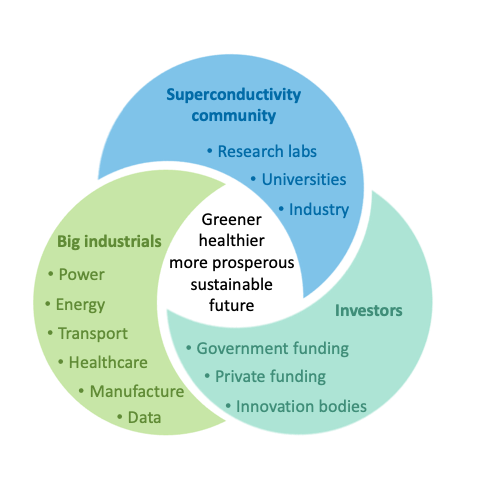 Superconductivity
community
• Research labs
• Universities
• Industry
Greener
healthier
more prosperous
sustainable
future
Big industrials
• Power
• Energy
• Transport
• Healthcare
• Manufacture
• Data
Investors
• Government funding
• Private funding
• Innovation bodies